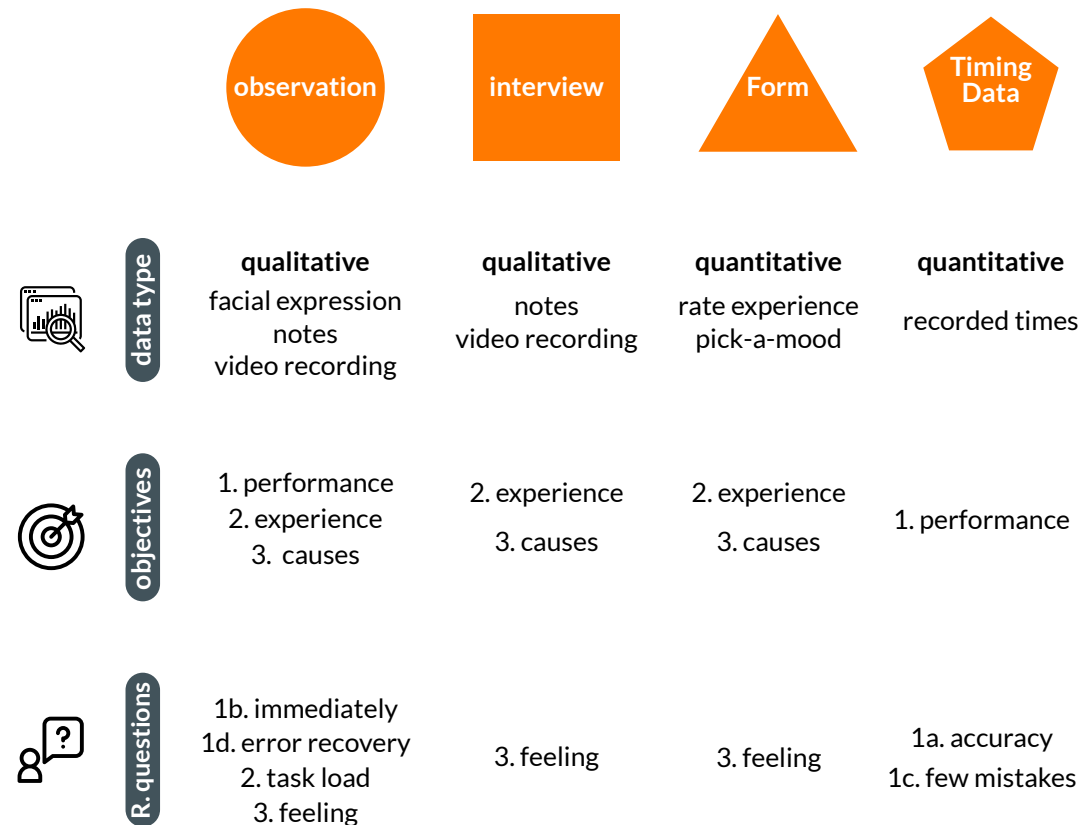 observation
interview
Form
Timing
Data
data type
qualitative
facial expression
notes
video recording
qualitative
notes
video recording
quantitative
rate experience
pick-a-mood
quantitative
recorded times
objectives
1. performance
2. experience
3. causes
2. experience
3. causes
2. experience
3. causes
1. performance
?
R. questions
1b. immediately
1d. error recovery
2. task load
3. feeling
3. feeling
3. feeling
1a. accuracy
1c. few mistakes